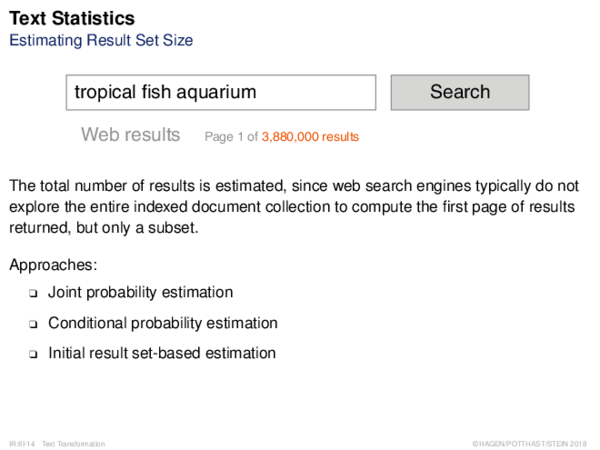 Text Statistics
Estimating Result Set Size
tropical fish aquarium
Search
Web results Page 1 of 3,880,000 results
The total number of results is estimated, since web search engines typically do not
explore the entire indexed document collection to compute the first page of results
returned, but only a subset.
Approaches:
❑ Joint probability estimation
❑ Conditional probability estimation
❑ Initial result set-based estimation
IR:III-14 Text Transformation
©HAGEN/POTTHAST/STEIN 2018